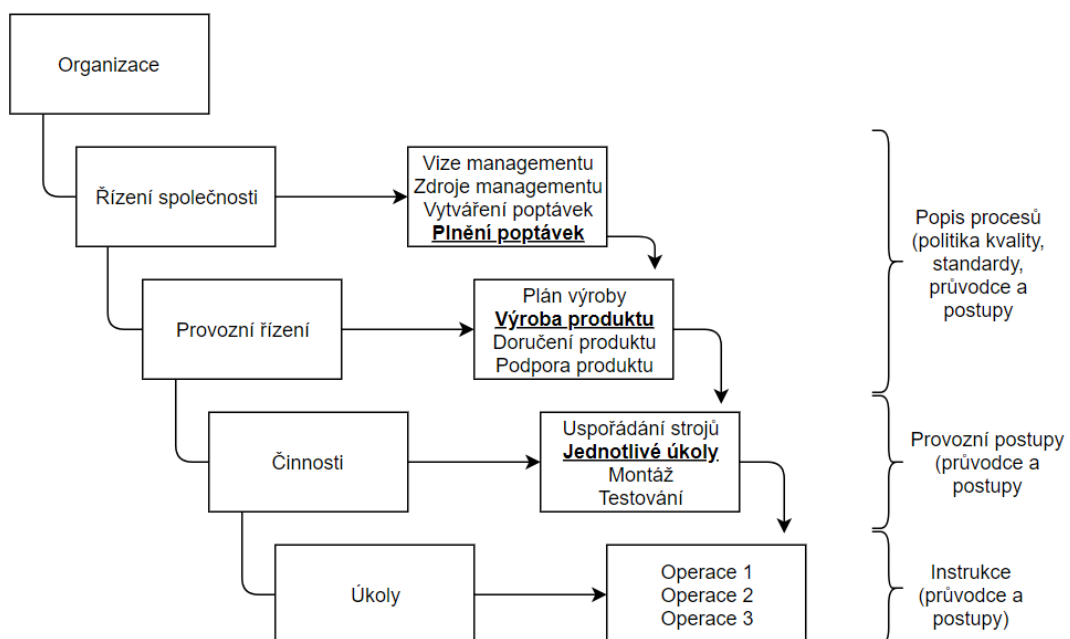 Organizace
Řízení společnosti
Vize managementu
Zdroje managementu
Vytváření poptávek
Plnění poptávek
Popis procesů
(politika kvality,
standardy,
průvodce a
postupy
Provozní řízení
Plán výroby
Výroba produktu
Doručení produktu
Podpora produktu
Činnosti
Uspořádání strojů
Jednotlivé úkoly
Montáž
Testování
Provozní postupy
(průvodce a
postupy
Úkoly
Operace 1
Operace 2
Operace 3
Instrukce
(průvodce a
postupy)